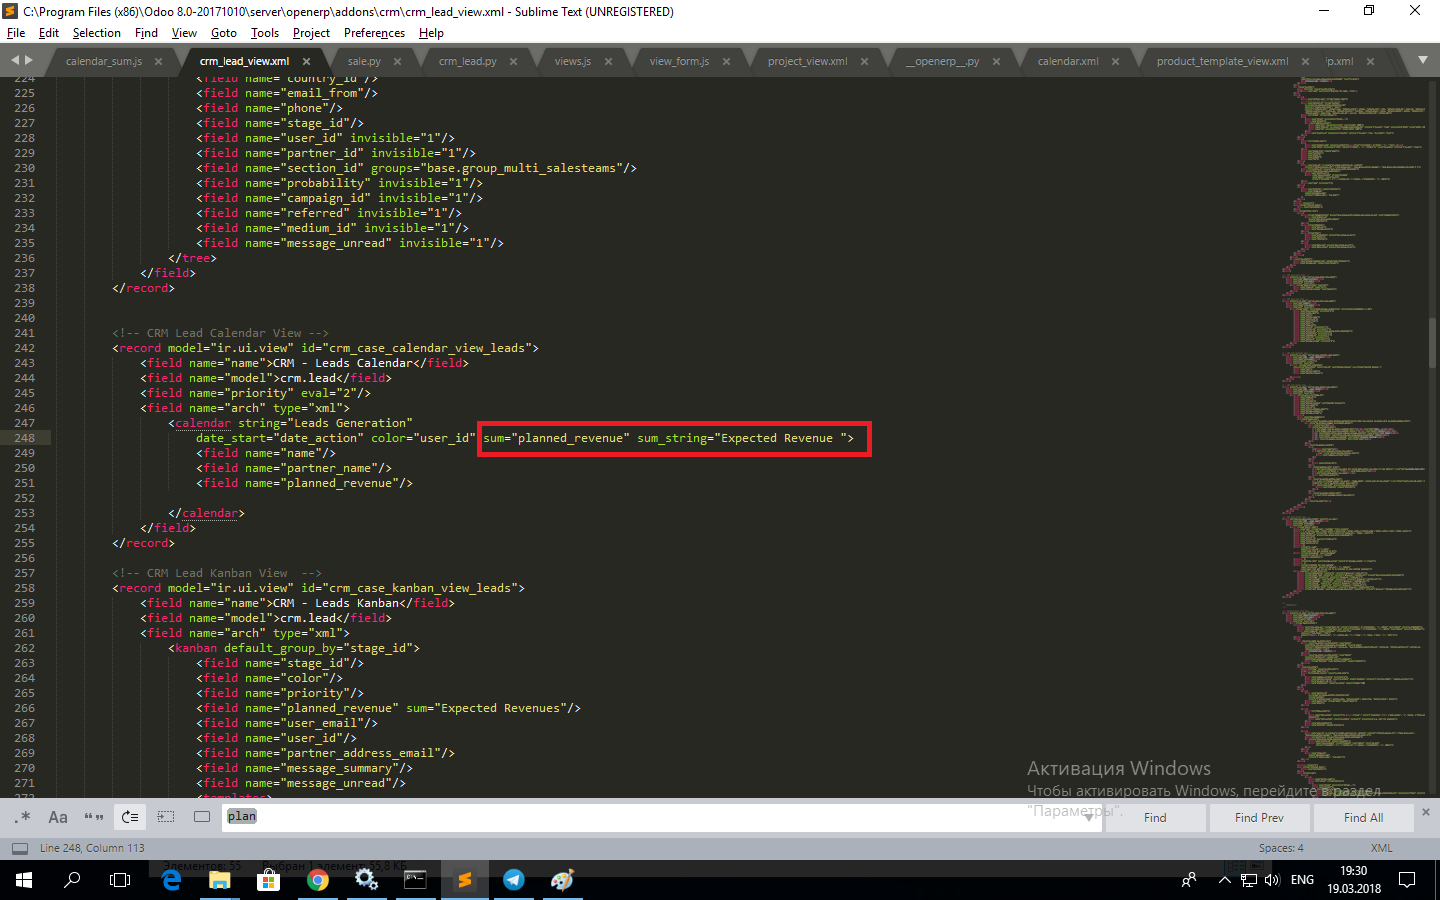 C:\Program Files (x86)\Odoo 8.0-20171010\server\openerp\addons\crm\crm_lead_view.xml - Sublime Text (UNREGISTERED)
File Edit Selection Find View Goto Tools Project Preferences Help
calendar_sum.js × crm_lead_view.xml × sale.py × crm_lead.py × views.js × view_form.js × project_view.xml × __openerp__.py × calendar.xml × product_template_view.xml × ip.xml ×
224 <field name="country_id"/>
225 <field name="email_from"/>
226 <field name="phone"/>
227 <field name="stage_id"/>
228 <field name="user_id" invisible="1"/>
229 <field name="partner_id" invisible="1"/>
230 <field name="section_id" groups="base.group_multi_salesteams"/>
231 <field name="probability" invisible="1"/>
232 <field name="campaign_id" invisible="1"/>
233 <field name="referred" invisible="1"/>
234 <field name="medium_id" invisible="1"/>
235 <field name="message_unread" invisible="1"/>
236 </tree>
237 </field>
238 </record>
239
240
241 <!-- CRM Lead Calendar View -->
242 <record model="ir.ui.view" id="crm_case_calendar_view_leads">
243 <field name="name">CRM - Leads Calendar</field>
244 <field name="model">crm.lead</field>
245 <field name="priority" eval="2"/>
246 <field name="arch" type="xml">
247 <calendar string="Leads Generation"
248 date_start="date_action" color="user_id" sum="planned_revenue" sum_string="Expected Revenue ">
249 <field name="name"/>
250 <field name="partner_name"/>
251 <field name="planned_revenue"/>
252
253 </calendar>
254 </field>
255 </record>
256
257 <!-- CRM Lead Kanban View  -->
258 <record model="ir.ui.view" id="crm_case_kanban_view_leads">
259 <field name="name">CRM - Leads Kanban</field>
260 <field name="model">crm.lead</field>
261 <field name="arch" type="xml">
262 <kanban default_group_by="stage_id">
263 <field name="stage_id"/>
264 <field name="color"/>
265 <field name="priority"/>
266 <field name="planned_revenue" sum="Expected Revenues"/>
267 <field name="user_email"/>
268 <field name="user_id"/>
269 <field name="partner_address_email"/>
270 <field name="message_summary"/>
271 <field name="message_unread"/>
272 <templates>
Активация Windows
Чтобы активировать Windows, перейдите в раздел
"Параметры".
.* Aa “” plan Find Find Prev Find All ×
Line 248, Column 113 Spaces: 4 XML
Элементов: 55 Выбран 1 элемент: 55,8 КБ
ENG 19:30
19.03.2018